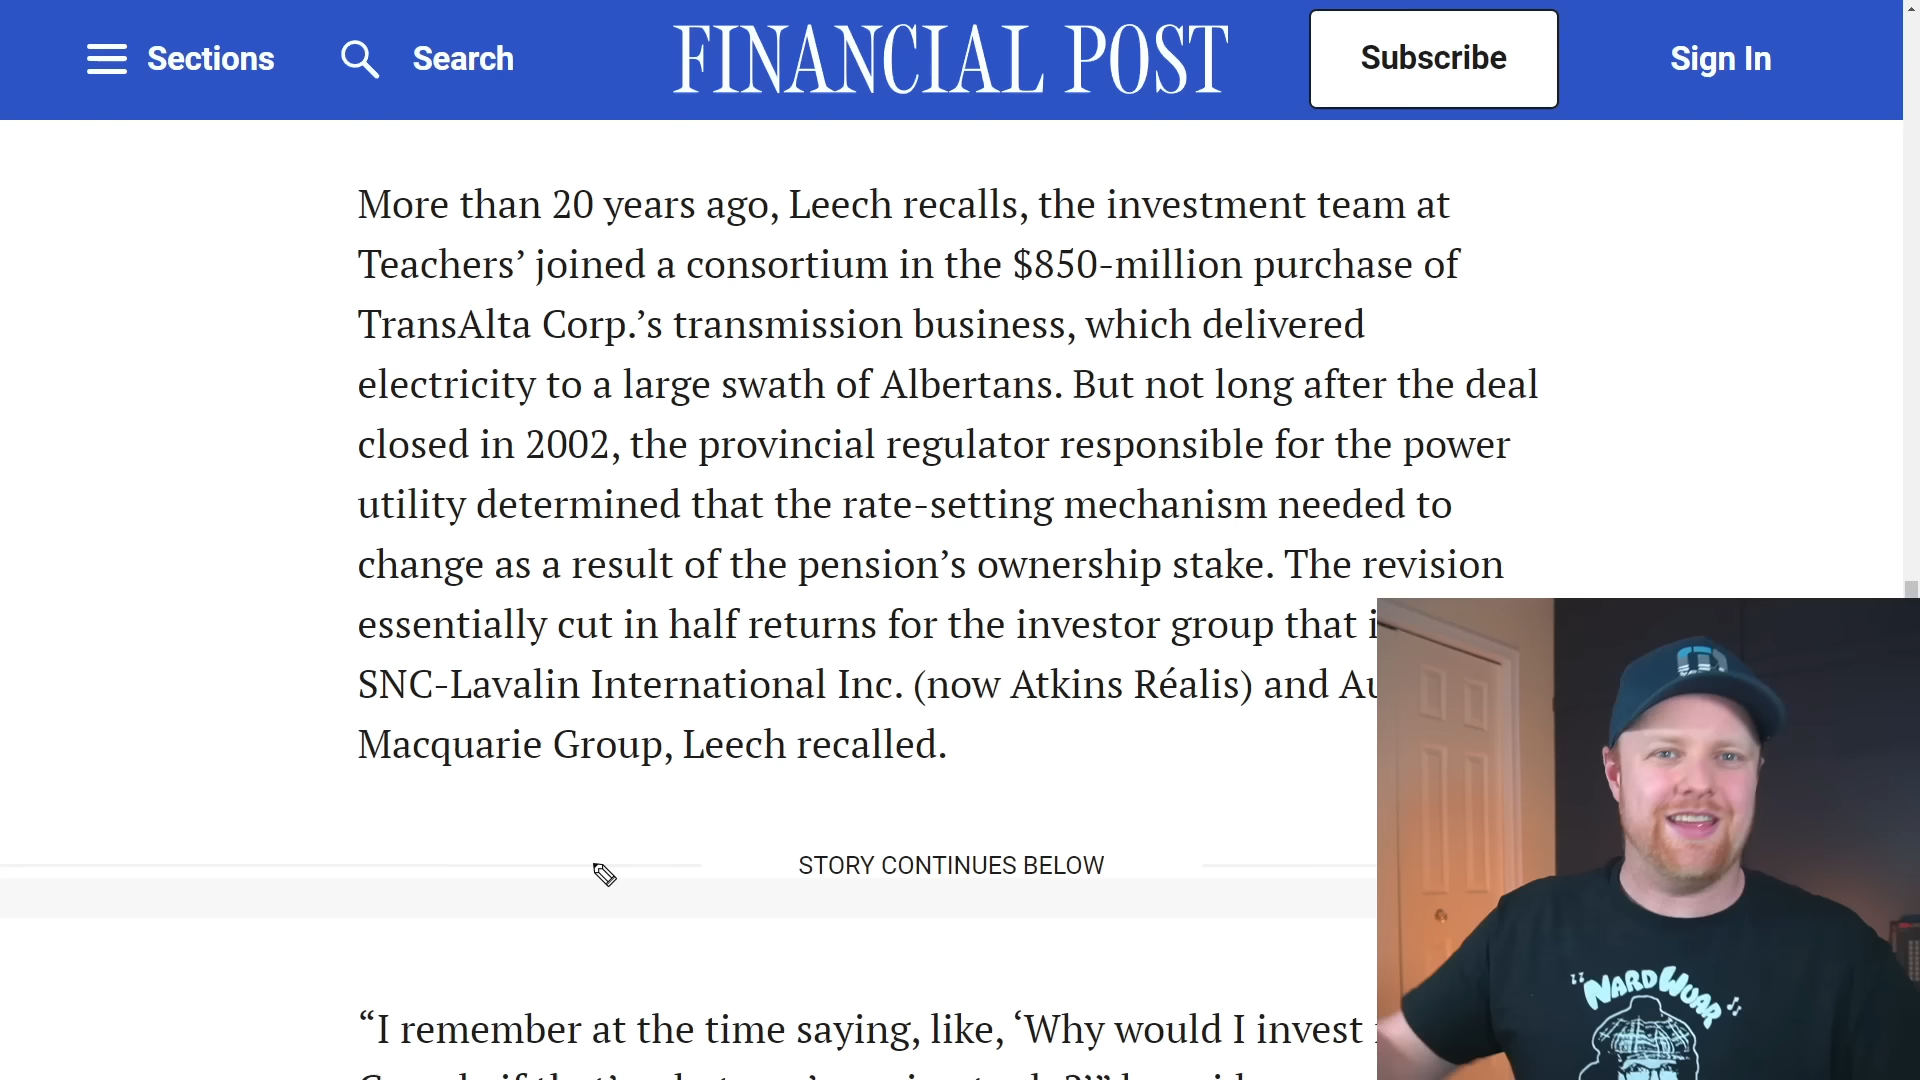 Sections
Search
FINANCIAL POST
Subscribe
Sign In
More than 20 years ago, Leech recalls, the investment team at
Teachers’ joined a consortium in the $850-million purchase of
TransAlta Corp.’s transmission business, which delivered
electricity to a large swath of Albertans. But not long after the deal
closed in 2002, the provincial regulator responsible for the power
utility determined that the rate-setting mechanism needed to
change as a result of the pension’s ownership stake. The revision
essentially cut in half returns for the investor group that
SNC-Lavalin International Inc. (now Atkins Réalis) and
Macquarie Group, Leech recalled.
STORY CONTINUES BELOW
“I remember at the time saying, like, ‘Why would I invest
NARDWUAR